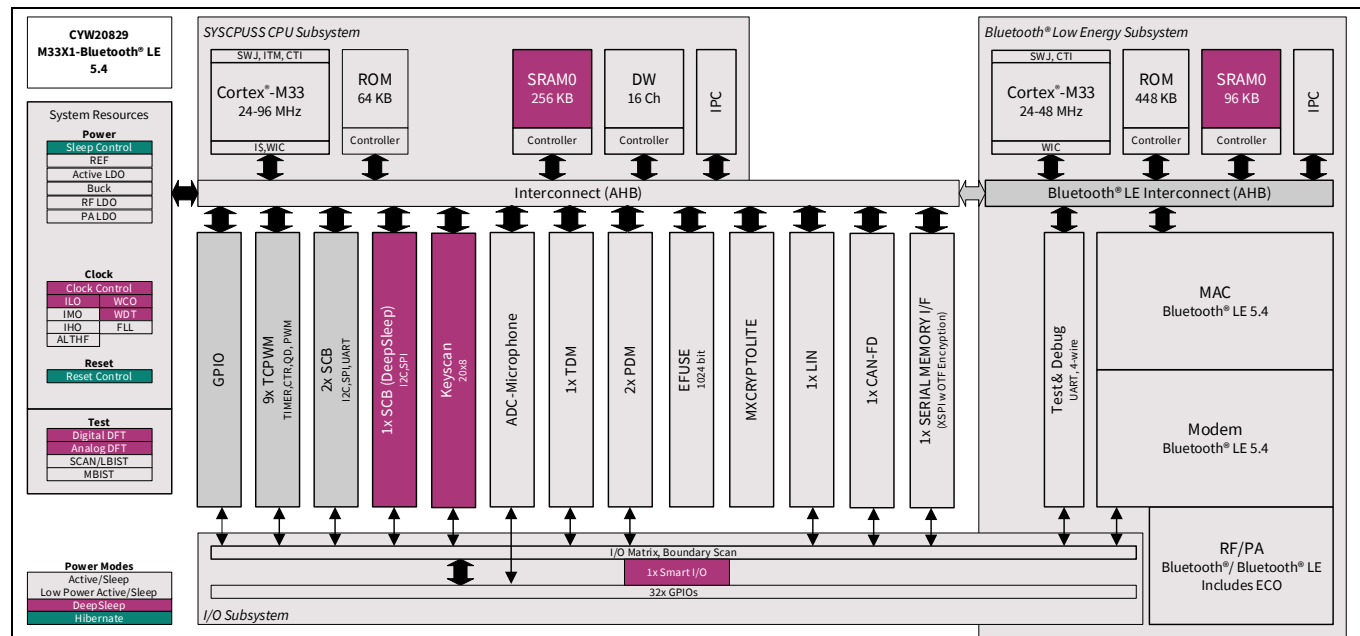 CYW20829
M33X1-Bluetooth® LE
5.4
System Resources
Power
Sleep Control
REF
Active LDO
Buck
RF LDO
PA LDO
Clock
Clock Control
ILO WCO
IMO WDT
IHO FLL
ALTHF
Reset
Reset Control
Test
Digital DFT
Analog DFT
SCAN/LBIST
MBIST
Power Modes
Active/Sleep
Low Power Active/Sleep
DeepSleep
Hibernate
SYSCPUSS CPU Subsystem
SWJ, ITM, CTI
Cortex®-M33
24-96 MHz
I$,WIC
ROM
64 KB
Controller
SRAM0
256 KB
Controller
DW
16 Ch
Controller
IPC
Interconnect (AHB)
GPIO
9x TCPWM
TIMER,CTR,QD, PWM
2x SCB
I2C,SPI,UART
1x SCB (DeepSleep)
I2C,SPI
Keyscan
20x8
ADC-Microphone
1x TDM
2x PDM
EFUSE
1024 bit
MXCRYPTOLITE
1x LIN
1x CAN-FD
1x SERIAL MEMORY I/F
(XSPI w OTF Encryption)
I/O Matrix, Boundary Scan
1x Smart I/O
32x GPIOs
I/O Subsystem
Bluetooth® Low Energy Subsystem
SWJ, CTI
Cortex®-M33
24-48 MHz
WIC
ROM
448 KB
Controller
SRAM0
96 KB
Controller
IPC
Bluetooth® LE Interconnect (AHB)
Test & Debug
UART, 4-wire
MAC
Bluetooth® LE 5.4
Modem
Bluetooth® LE 5.4
RF/PA
Bluetooth®/ Bluetooth® LE
Includes ECO